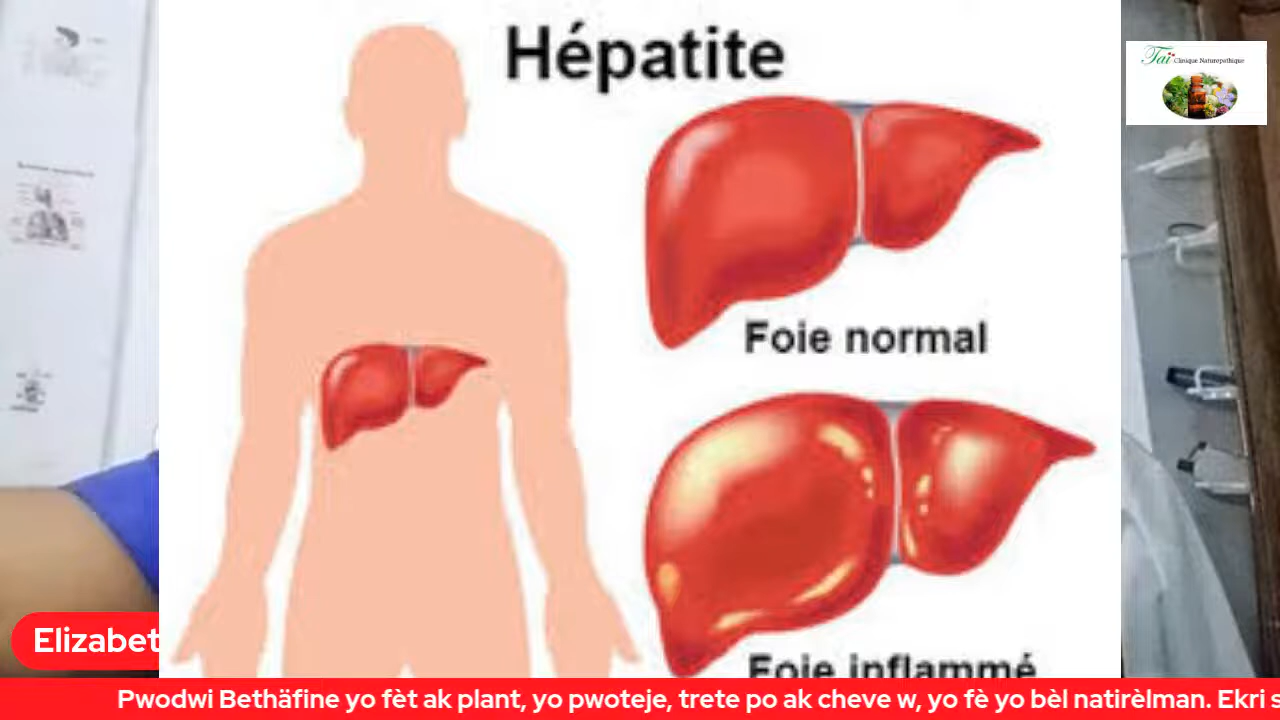 Hépatite
Taï Clinique Naturopathique
Foie normal
Foie inflammé
Elizabet
Pwodwi Bethäfine yo fèt ak plant, yo pwoteje, trete po ak cheve w, yo fè yo bèl natirèlman. Ekri s